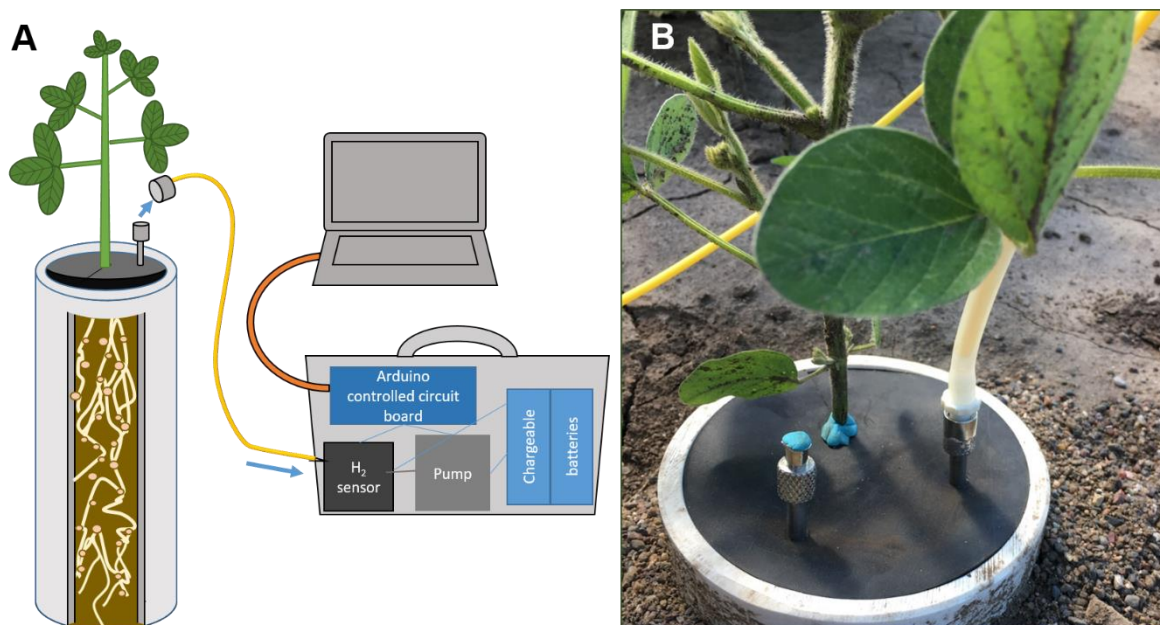 A
B
Arduino
controlled circuit
board
H₂
sensor
Pump
Chargeable
batteries